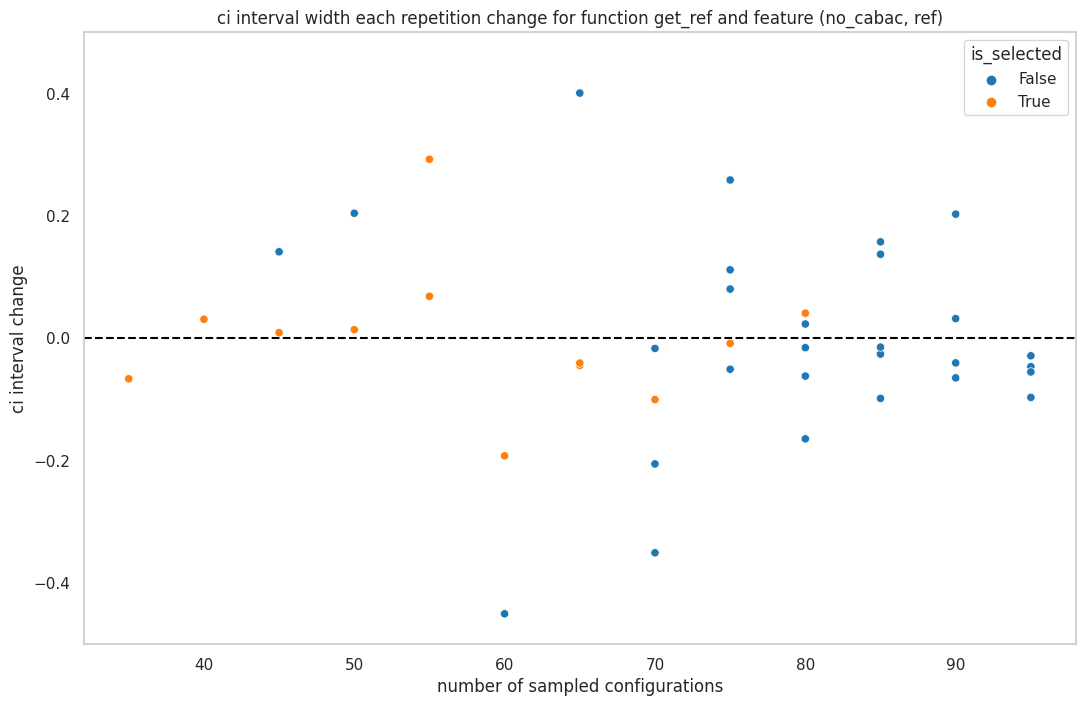 ci interval width each repetition change for function get_ref and feature (no_cabac, ref)
is_selected
False
True
ci interval change
0.4
0.2
0.0
−0.2
−0.4
40 50 60 70 80 90
number of sampled configurations